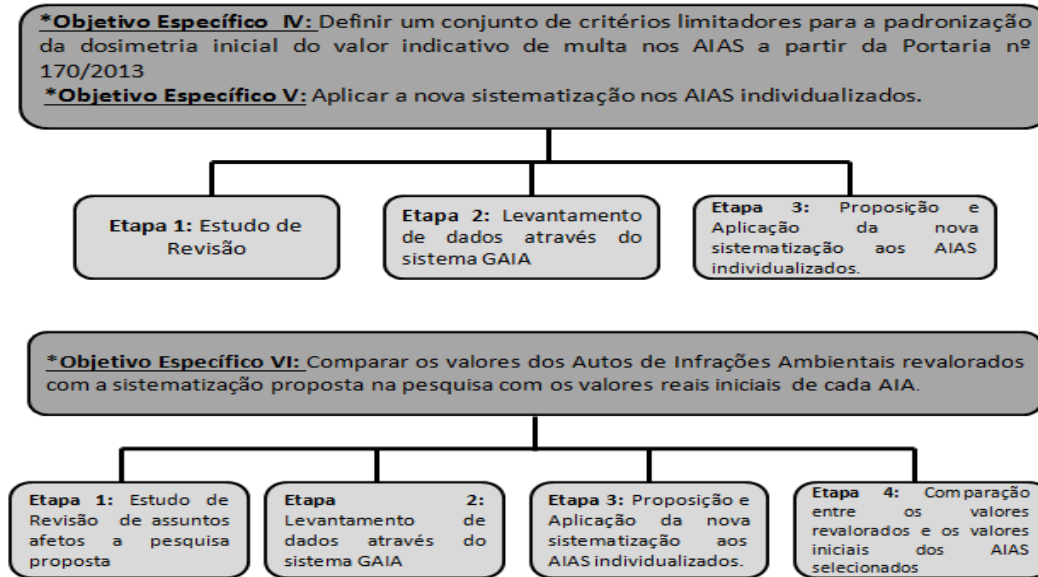 *Objetivo Específico IV: Definir um conjunto de critérios limitadores para a padronização
da dosimetria inicial do valor indicativo de multa nos AIAS a partir da Portaria nº
170/2013
*Objetivo Específico V: Aplicar a nova sistematização nos AIAS individualizados.
Etapa 1: Estudo de
Revisão
Etapa 2: Levantamento
de dados através do
sistema GAIA
Etapa 3: Proposição e
Aplicação da nova
sistematização aos AIAS
individualizados.
*Objetivo Específico VI: Comparar os valores dos Autos de Infrações Ambientais revalorados
com a sistematização proposta na pesquisa com os valores reais iniciais de cada AIA.
Etapa 1: Estudo de
Revisão de assuntos
afetos a pesquisa
proposta
Etapa 2:
Levantamento de
dados através do
sistema GAIA
Etapa 3: Proposição e
Aplicação da nova
sistematização aos
AIAS individualizados.
Etapa 4: Comparação
entre os valores
revalorados e os valores
iniciais dos AIAS
selecionados